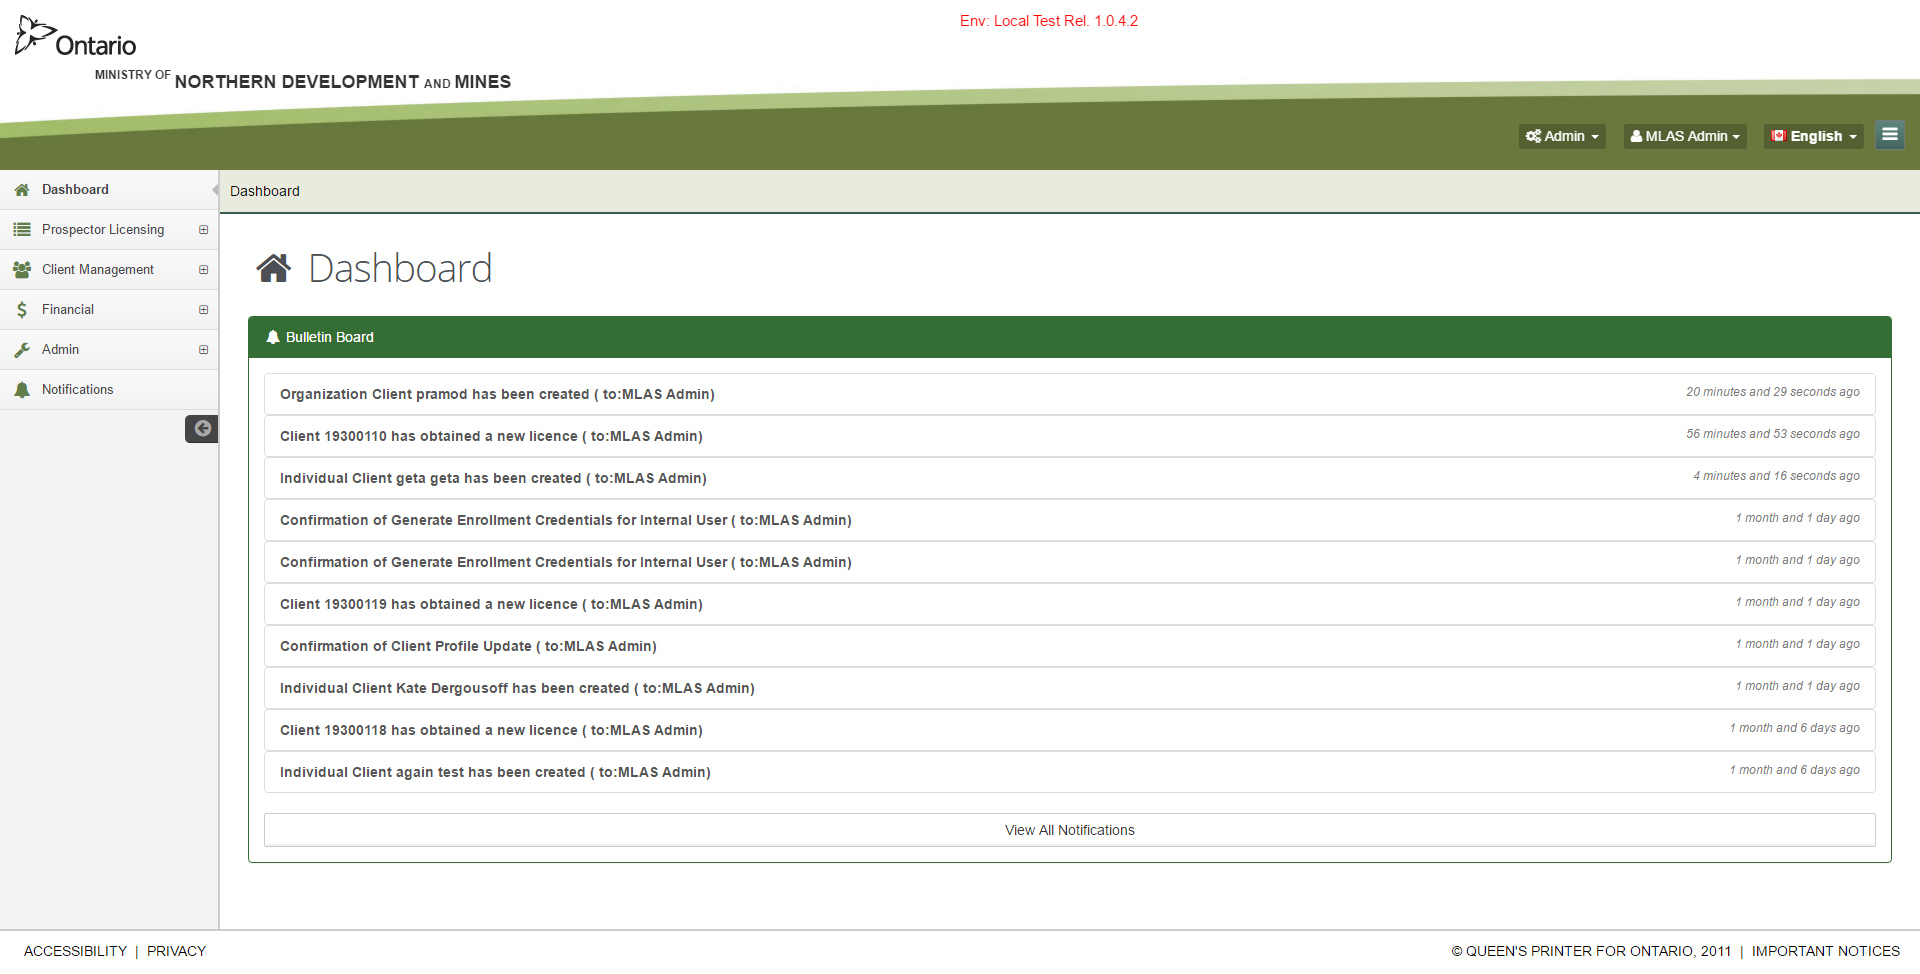 Env: Local Test Rel. 1.0.4.2
Ontario
MINISTRY OF NORTHERN DEVELOPMENT AND MINES
Admin
MLAS Admin
English
Dashboard
Prospector Licensing
Client Management
Financial
Admin
Notifications
Dashboard
Dashboard
Bulletin Board
Organization Client pramod has been created ( to:MLAS Admin) 20 minutes and 29 seconds ago
Client 19300110 has obtained a new licence ( to:MLAS Admin) 56 minutes and 53 seconds ago
Individual Client geta geta has been created ( to:MLAS Admin) 4 minutes and 16 seconds ago
Confirmation of Generate Enrollment Credentials for Internal User ( to:MLAS Admin) 1 month and 1 day ago
Confirmation of Generate Enrollment Credentials for Internal User ( to:MLAS Admin) 1 month and 1 day ago
Client 19300119 has obtained a new licence ( to:MLAS Admin) 1 month and 1 day ago
Confirmation of Client Profile Update ( to:MLAS Admin) 1 month and 1 day ago
Individual Client Kate Dergousoff has been created ( to:MLAS Admin) 1 month and 1 day ago
Client 19300118 has obtained a new licence ( to:MLAS Admin) 1 month and 6 days ago
Individual Client again test has been created ( to:MLAS Admin) 1 month and 6 days ago
View All Notifications
ACCESSIBILITY | PRIVACY
© QUEEN'S PRINTER FOR ONTARIO, 2011 | IMPORTANT NOTICES